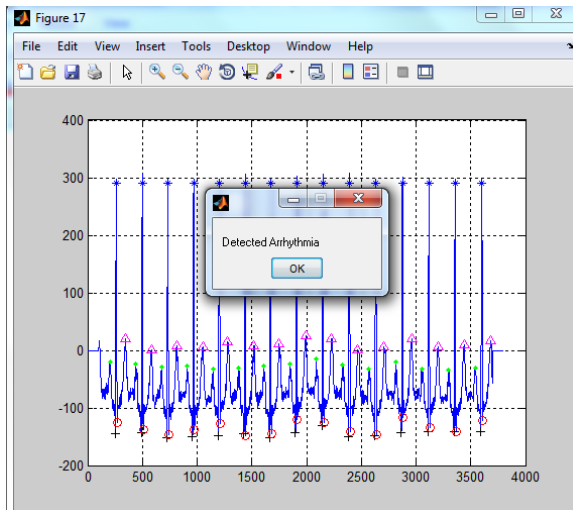 Figure 17
File Edit View Insert Tools Desktop Window Help
400
300
200
100
0
-100
-200
0 500 1000 1500 2000 2500 3000 3500 4000
Detected Arrhythmia
OK